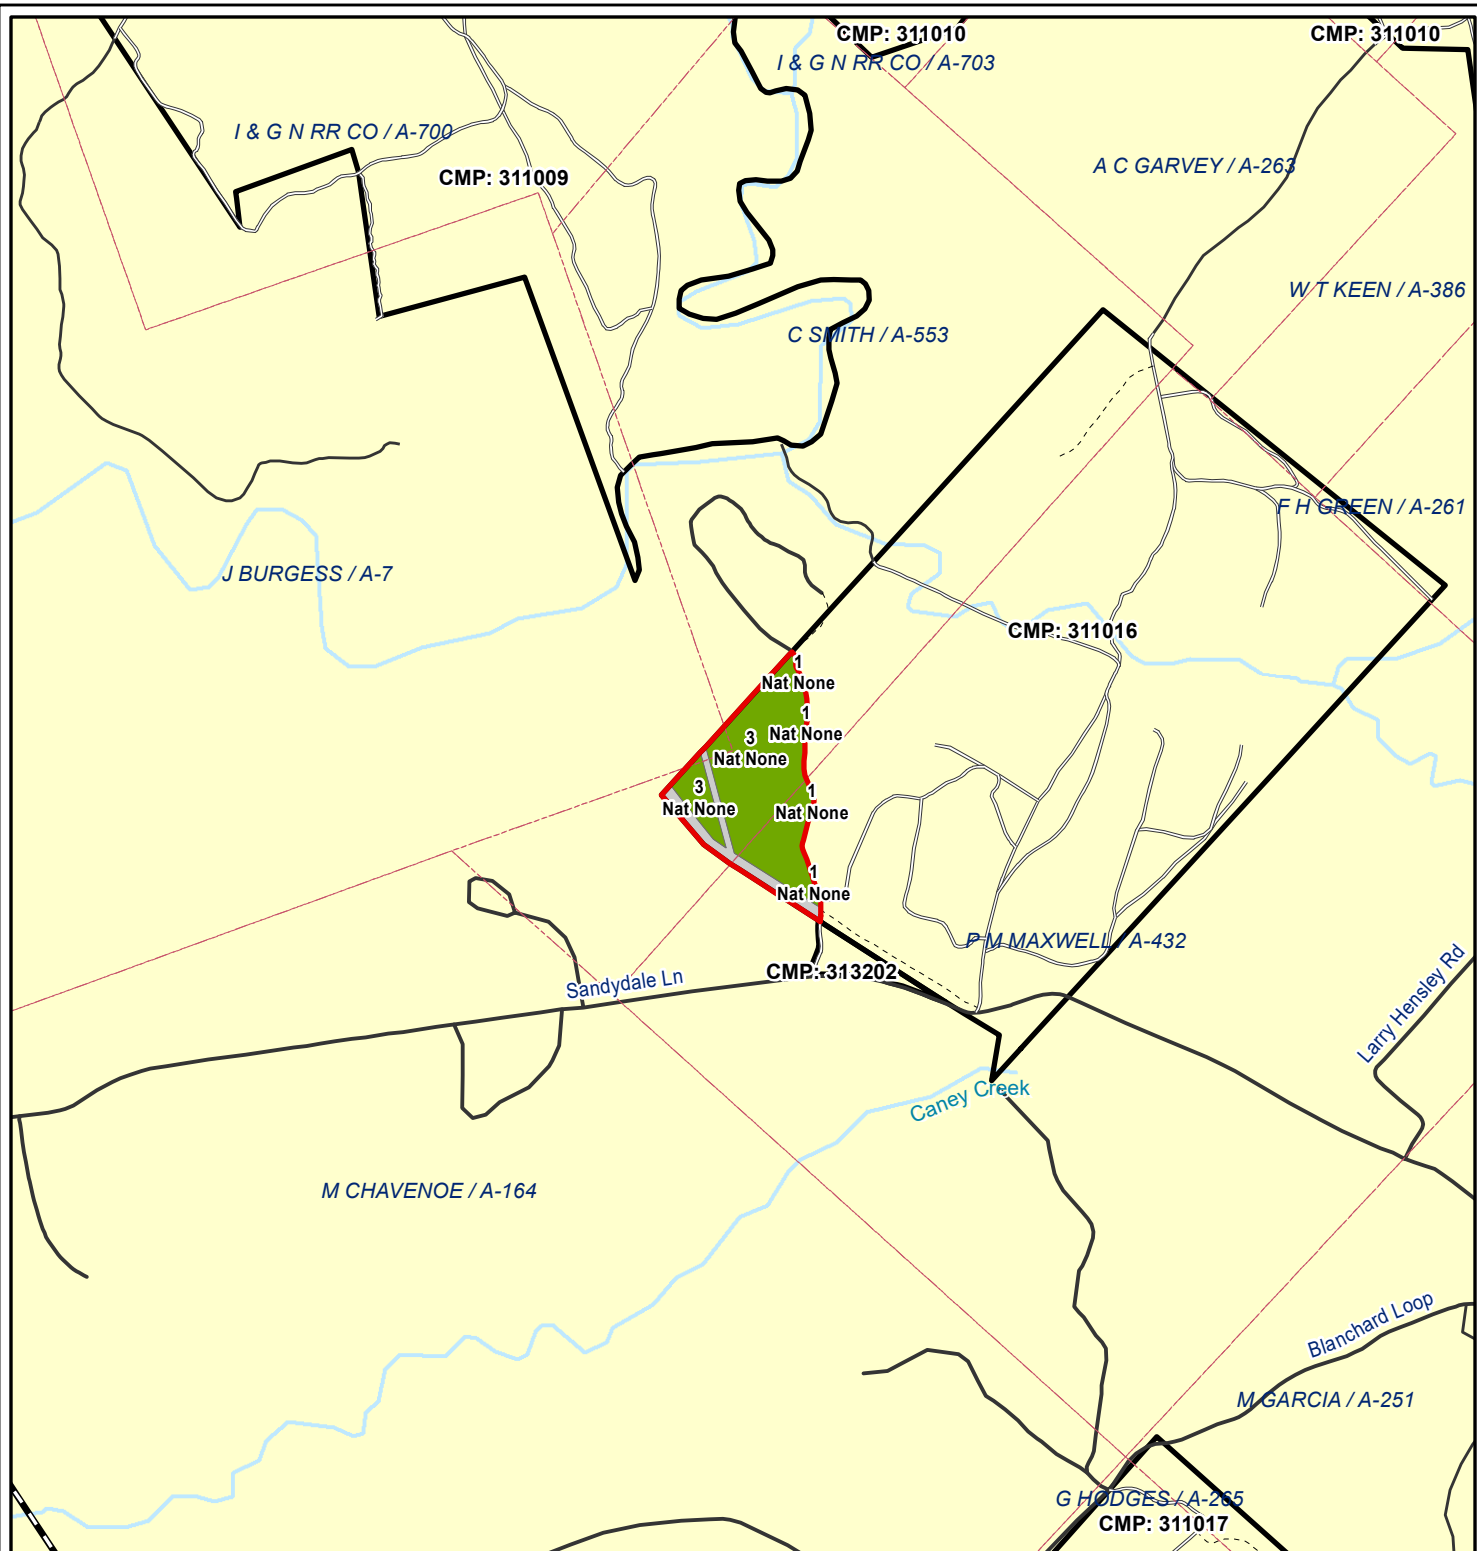 CMP: 311010
CMP: 311010
I & G N RR CO / A-703
I & G N RR CO / A-700
A C GARVEY / A-263
CMP: 311009
W T KEEN / A-386
C SMITH / A-553
F H GREEN / A-261
J BURGESS / A-7
CMP: 311016
1
Nat None
1
Nat None
3
Nat None
3
Nat None
1
Nat None
1
Nat None
P M MAXWELL / A-432
CMP: 313202
Sandydale Ln
Larry Hensley Rd
Caney Creek
M CHAVENOE / A-164
Blanchard Loop
M GARCIA / A-251
G HODGES / A-265
CMP: 311017